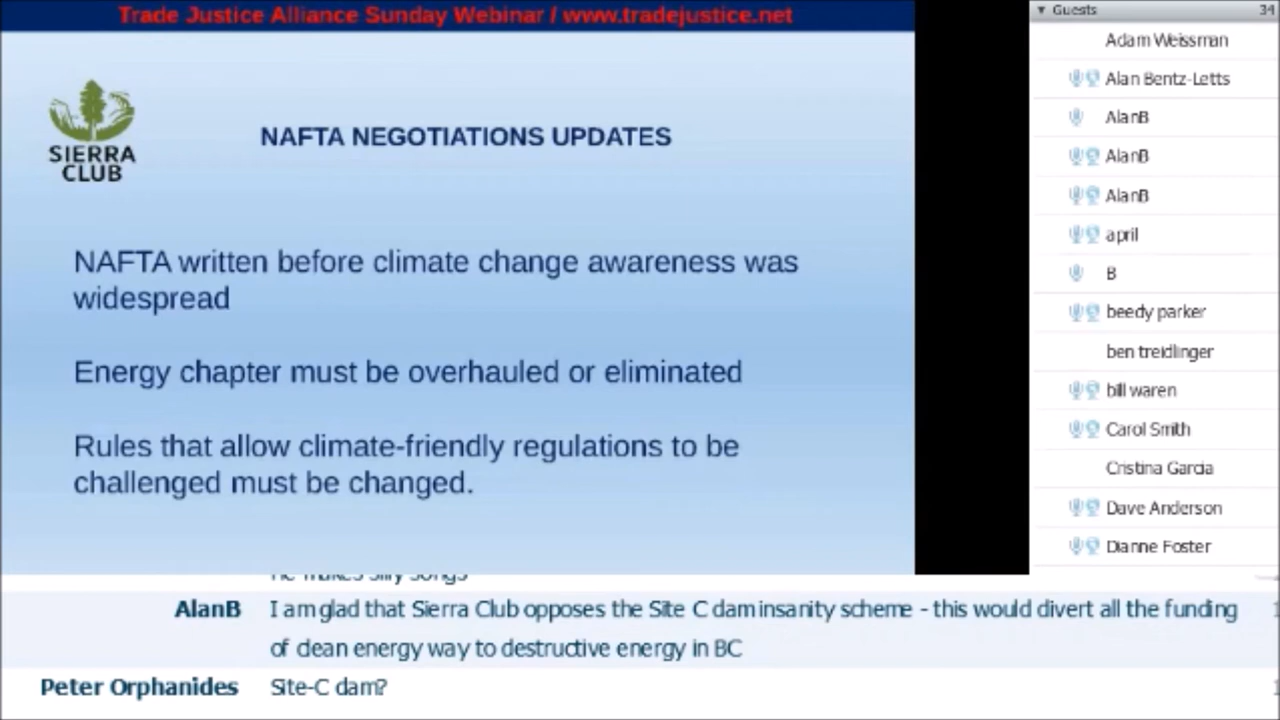 Trade Justice Alliance Sunday Webinar / www.tradejustice.net
SIERRA
CLUB
NAFTA NEGOTIATIONS UPDATES
NAFTA written before climate change awareness was
widespread
Energy chapter must be overhauled or eliminated
Rules that allow climate-friendly regulations to be
challenged must be changed.
Guests 34
Adam Weissman
Alan Bentz-Letts
AlanB
AlanB
AlanB
april
B
beedy parker
ben treidlinger
bill waren
Carol Smith
Cristina Garcia
Dave Anderson
Dianne Foster
he makes silly songs
AlanB I am glad that Sierra Club opposes the Site C dam insanity scheme - this would divert all the funding
of clean energy way to destructive energy in BC
Peter Orphanides Site-C dam?